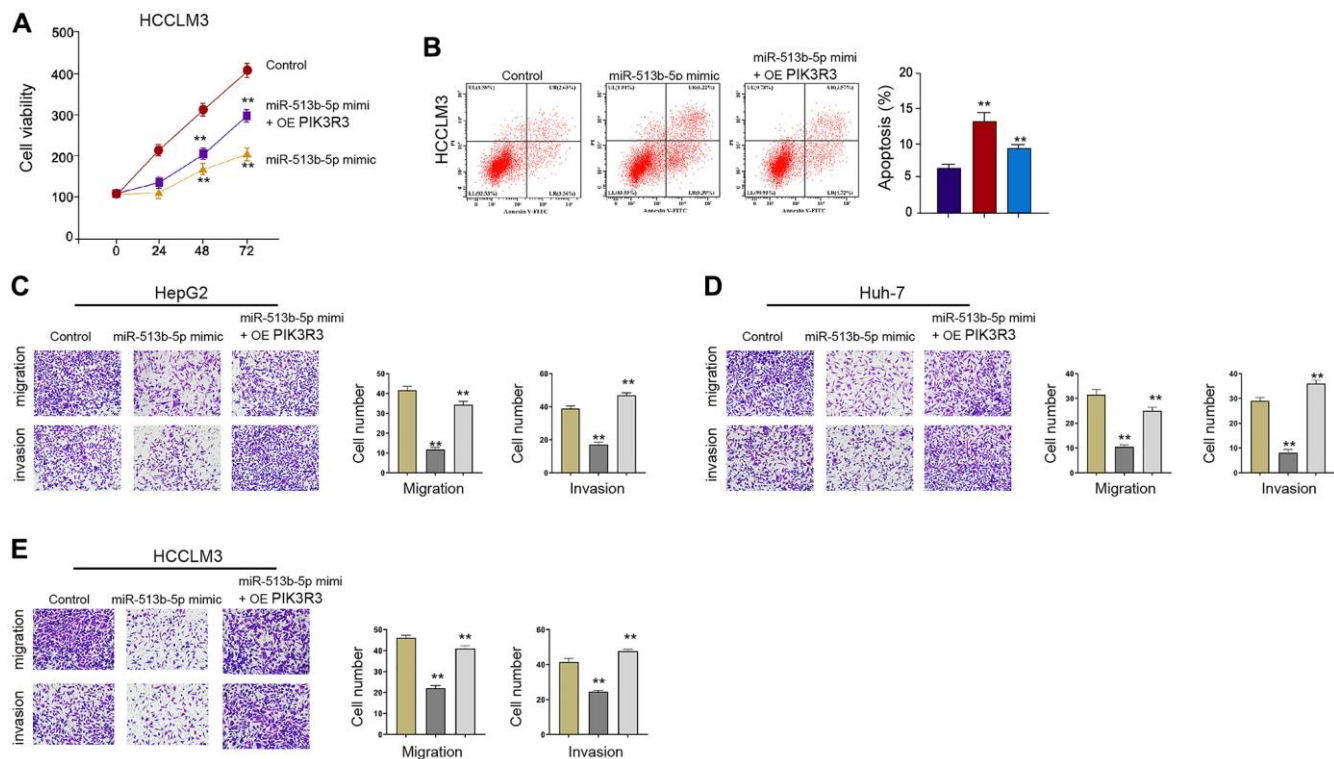 A
HCCLM3
Cell viability
500
400
300
200
100
0
0 24 48 72
Control
**
miR-513b-5p mimi
+ OE PIK3R3
**
miR-513b-5p mimic
**
**
B
HCCLM3
Control
miR-513b-5p mimic
miR-513b-5p mimi
+ OE PIK3R3
PI
Annexin V-FITC
Annexin V-FITC
Annexin V-FITC
Apoptosis (%)
20
15
10
5
0
**
**
C
HepG2
Control
miR-513b-5p mimic
miR-513b-5p mimi
+ OE PIK3R3
migration
invasion
Cell number
50
40
30
20
10
0
**
**
Migration
Cell number
60
40
20
0
**
**
Invasion
D
Huh-7
Control
miR-513b-5p mimic
miR-513b-5p mimi
+ OE PIK3R3
migration
invasion
Cell number
40
30
20
10
0
**
**
Migration
Cell number
40
30
20
10
0
**
**
Invasion
E
HCCLM3
Control
miR-513b-5p mimic
miR-513b-5p mimi
+ OE PIK3R3
migration
invasion
Cell number
50
40
30
20
10
0
**
**
Migration
Cell number
60
40
20
0
**
**
Invasion